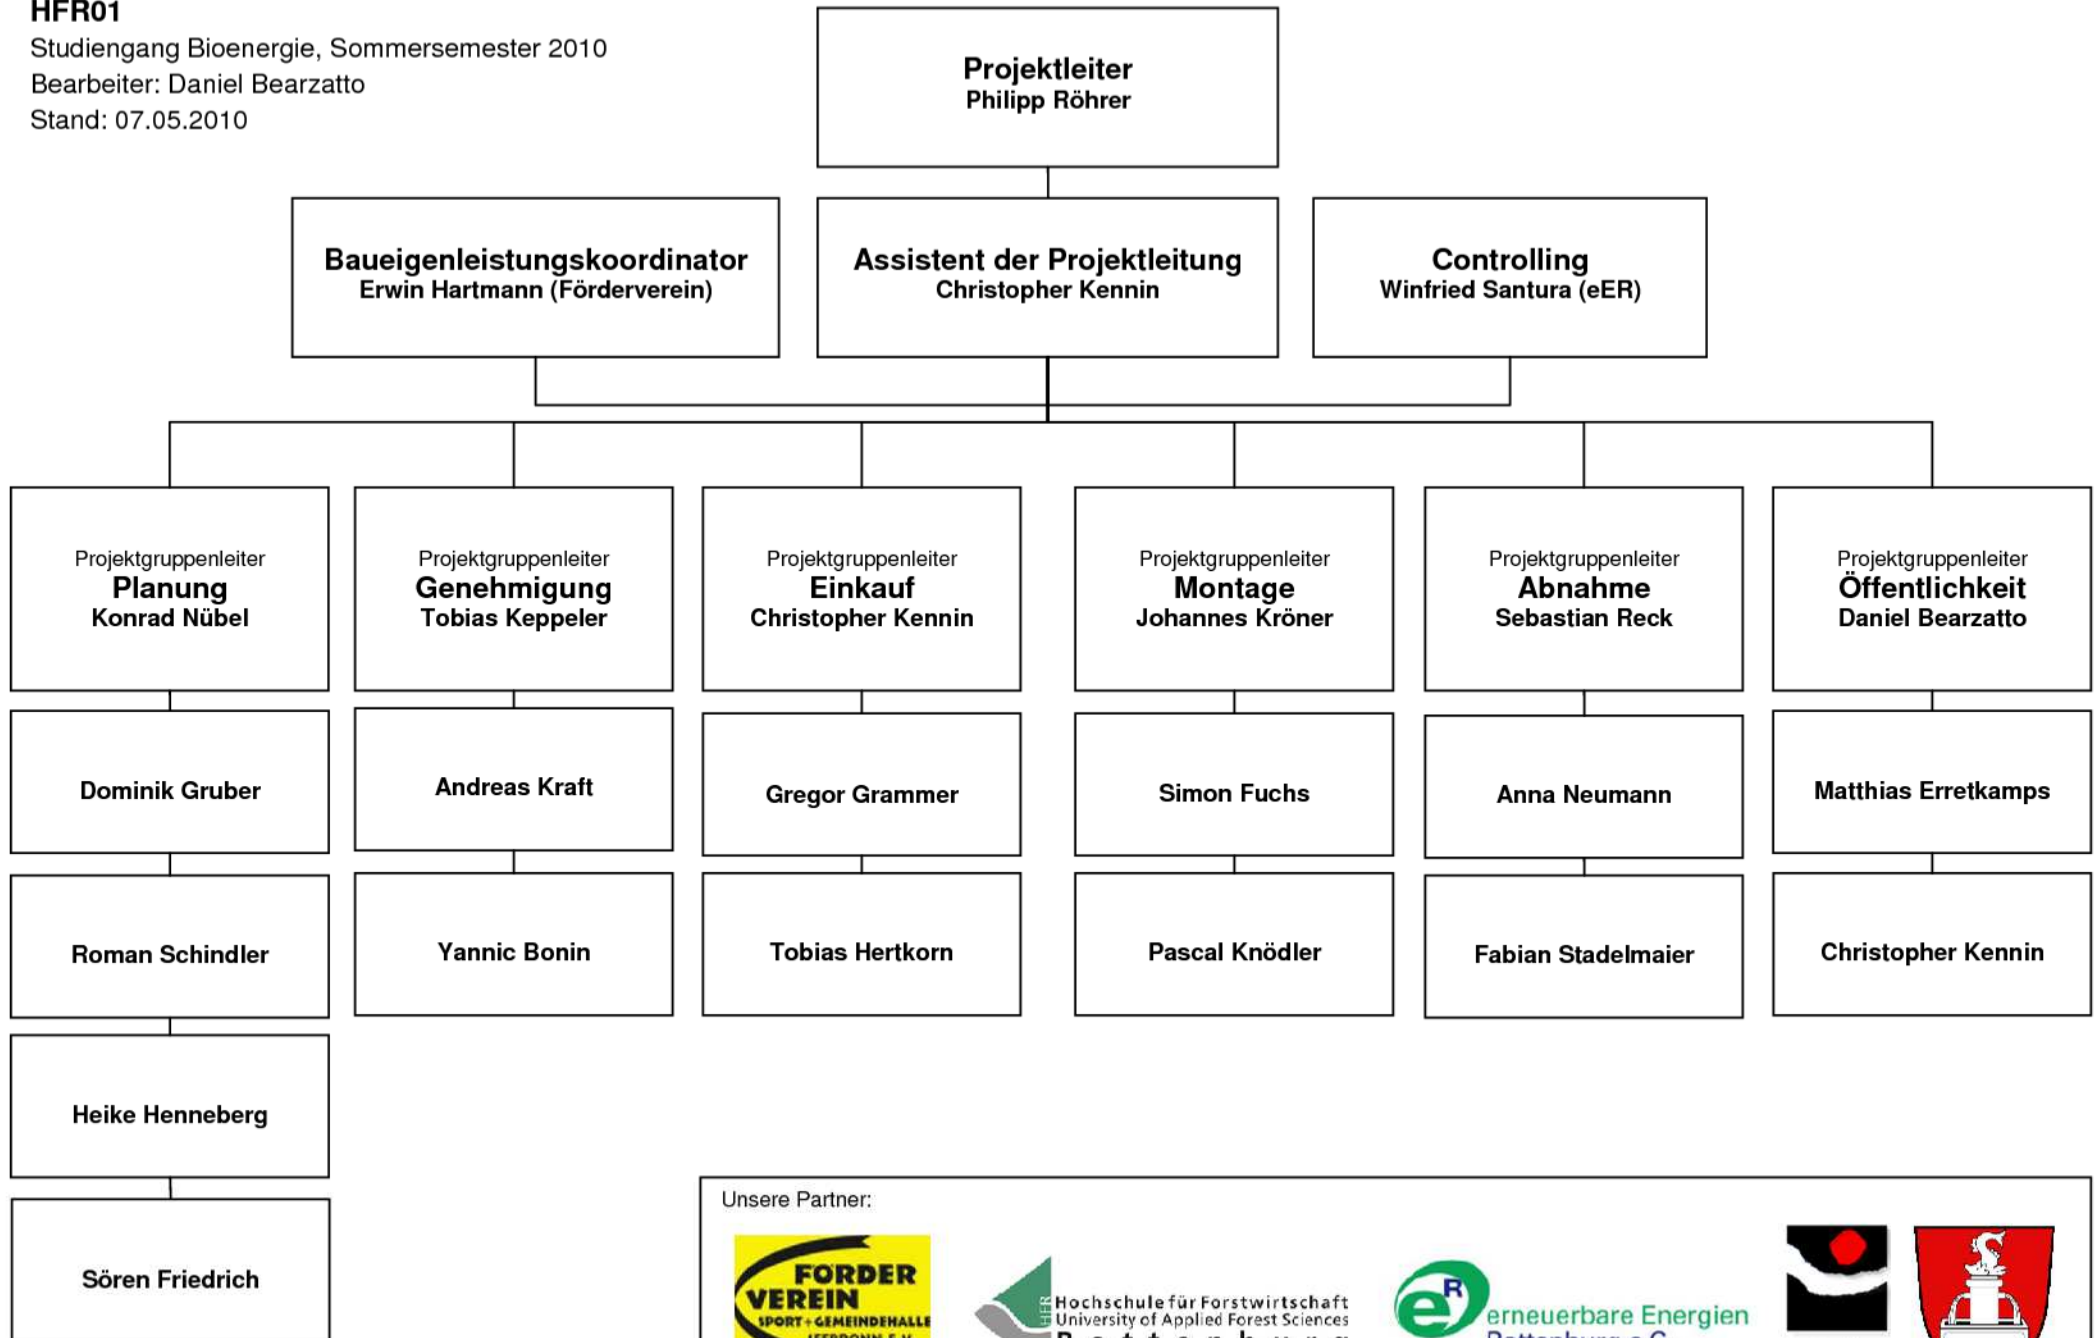 HFR01
Studiengang Bioenergie, Sommersemester 2010
Bearbeiter: Daniel Bearzatto
Stand: 07.05.2010
Projektleiter
Philipp Röhrer
Baueigenleistungskoordinator
Erwin Hartmann (Förderverein)
Assistent der Projektleitung
Christopher Kennin
Controlling
Winfried Santura (eER)
Projektgruppenleiter
Planung
Konrad Nübel
Projektgruppenleiter
Genehmigung
Tobias Keppeler
Projektgruppenleiter
Einkauf
Christopher Kennin
Projektgruppenleiter
Montage
Johannes Kröner
Projektgruppenleiter
Abnahme
Sebastian Reck
Projektgruppenleiter
Öffentlichkeit
Daniel Bearzatto
Dominik Gruber
Andreas Kraft
Gregor Grammer
Simon Fuchs
Anna Neumann
Matthias Erretkamps
Roman Schindler
Yannic Bonin
Tobias Hertkorn
Pascal Knödler
Fabian Stadelmaier
Christopher Kennin
Heike Henneberg
Sören Friedrich
Unsere Partner:
FÖRDER
VEREIN
SPORT+GEMEINDEHALLE
HFR
Hochschule für Forstwirtschaft
University of Applied Forest Sciences
eR
erneuerbare Energien